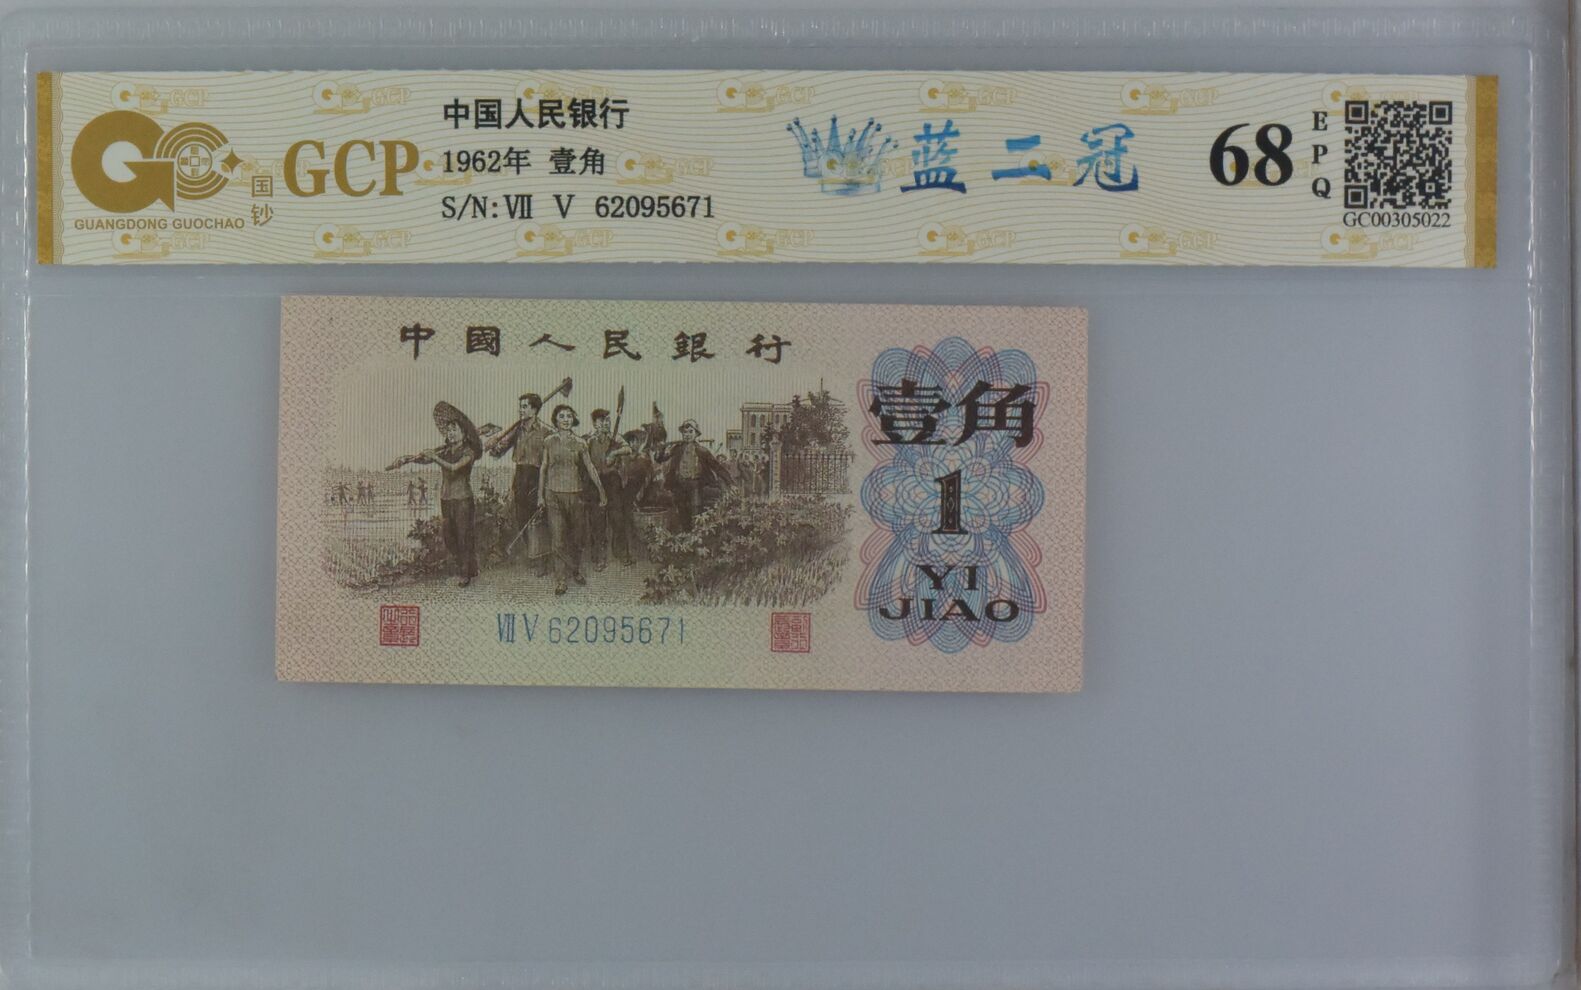 中国人民银行
1962年 壹角
S/N: Ⅶ Ⅴ 62095671
GCP
国钞
GUANGDONG GUOCHAO
蓝二冠
68
EPQ
GC00305022
中國人民銀行
壹角
1
YI
JIAO
ⅦⅤ62095671